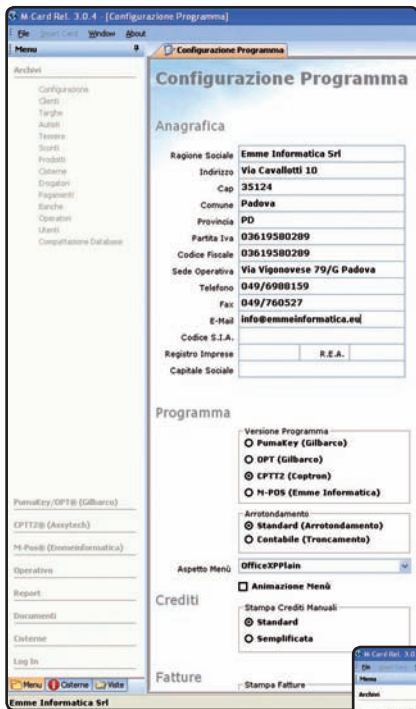 M-Card Rel. 3.0.4 - [Configurazione Programma]
File Smart Card Window About
Menu
Configurazione Programma
Archivi
Configurazione
Clienti
Targhe
Autisti
Tessere
Sconti
Prodotti
Cisterne
Erogatori
Pagamenti
Banche
Operatori
Utenti
Compattazione Database
PumaKey/OPT® (Gilbarco)
CPTT2® (Assytech)
M-Pos® (Emmeinformatica)
Operativo
Report
Documenti
Cisterne
Log In
Menu Cisterne Viste
Emme Informatica Srl
Configurazione Programma
Anagrafica
Ragione Sociale Emme Informatica Srl
Indirizzo Via Cavallotti 10
Cap 35124
Comune Padova
Provincia PD
Partita Iva 03619580289
Codice Fiscale 03619580289
Sede Operativa Via Vigonovese 79/G Padova
Telefono 049/6988159
Fax 049/760527
E-Mail info@emmeinformatica.eu
Codice S.I.A.
Registro Imprese R.E.A.
Capitale Sociale
Programma
Versione Programma
PumaKey (Gilbarco)
OPT (Gilbarco)
CPTT2 (Coptron)
M-POS (Emme Informatica)
Arrotondamento
Standard (Arrotondamento)
Contabile (Troncamento)
Aspetto Menù OfficeXPPlain
Animazione Menù
Crediti
Stampa Crediti Manuali
Standard
Semplificata
Fatture
Stampa Fatture
M-Card Rel. 3.0
File
Menu
Archivi